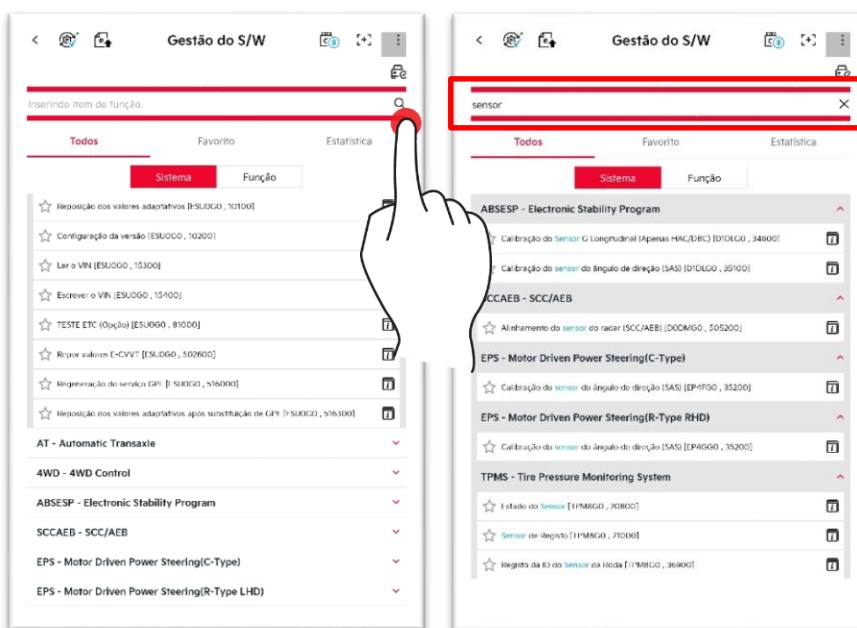 Gestão do S/W
Inserindo item de função.
Todos Favorito Estatística
Sistema Função
Reposição dos valores adaptativos [ESU0G0 , 10100]
Configuração da versão [ESU0G0 , 10200]
Ler o VIN [ESU0G0 , 15300]
Escrever o VIN [ESU0G0 , 15400]
TESTE ETC (Opção) [ESU0G0 , 81000]
Repor valores E-CVVT [ESU0G0 , 302600]
Regeneração do serviço GPF [ESU0G0 , 516000]
Reposição dos valores adaptativos após substituição de GPF [ESU0G0 , 516300]
AT - Automatic Transaxle
4WD - 4WD Control
ABSESP - Electronic Stability Program
SCCAEB - SCC/AEB
EPS - Motor Driven Power Steering(C-Type)
EPS - Motor Driven Power Steering(R-Type LHD)
Gestão do S/W
sensor
Todos Favorito Estatística
Sistema Função
ABSESP - Electronic Stability Program
Calibração do Sensor G Longitudinal (Apenas HAC/DBC) [D1DLG0 , 34600]
Calibração do sensor do ângulo de direção (SAS) [D1DLG0 , 35100]
SCCAEB - SCC/AEB
Alinhamento do sensor do radar (SCC/AEB) [D0DMG0 , 505200]
EPS - Motor Driven Power Steering(C-Type)
Calibração do sensor do ângulo de direção (SAS) [EP4FG0 , 35200]
EPS - Motor Driven Power Steering(R-Type RHD)
Calibração do sensor do ângulo de direção (SAS) [EP4GG0 , 35200]
TPMS - Tire Pressure Monitoring System
Estado do Sensor [TPM8G0 , 20800]
Sensor de Registo [TPM8G0 , 21000]
Registo da ID do Sensor da Roda [TPM8G0 , 36900]